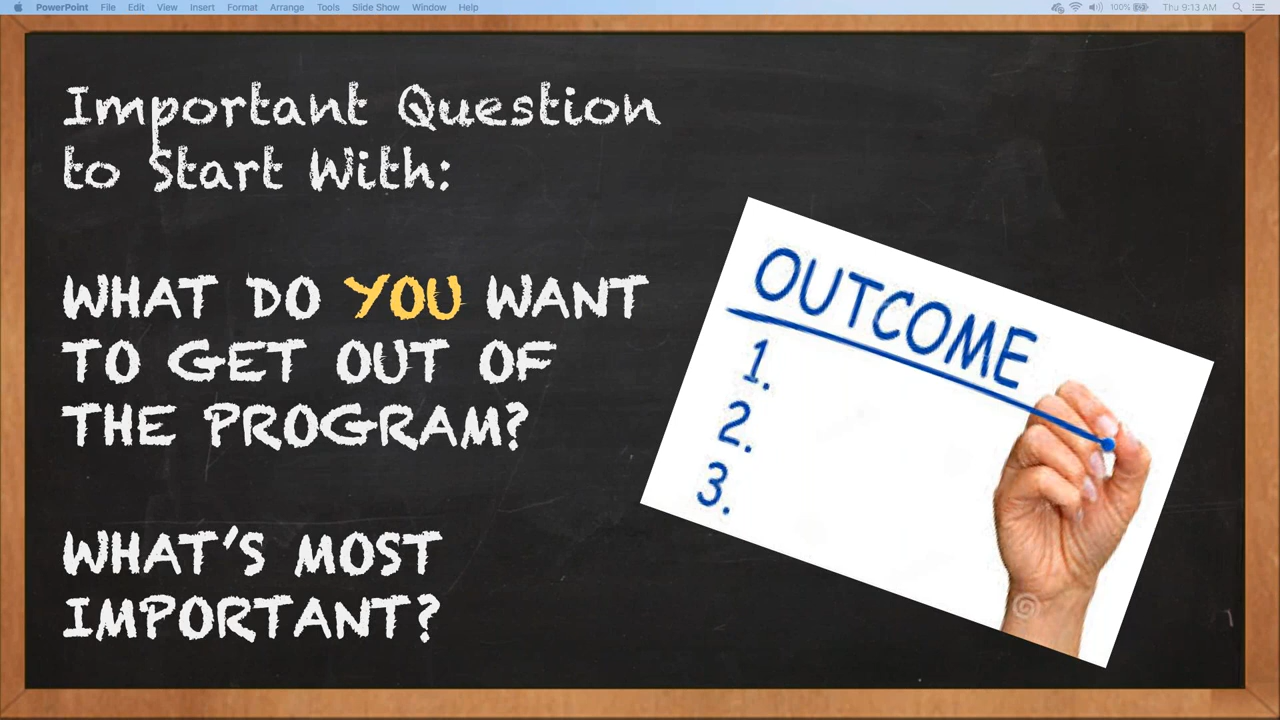 PowerPoint File Edit View Insert Format Arrange Tools Slide Show Window Help 100% Thu 9:13 AM
Important Question
to Start With:
WHAT DO YOU WANT
TO GET OUT OF
THE PROGRAM?
WHAT'S MOST
IMPORTANT?
OUTCOME
1.
2.
3.